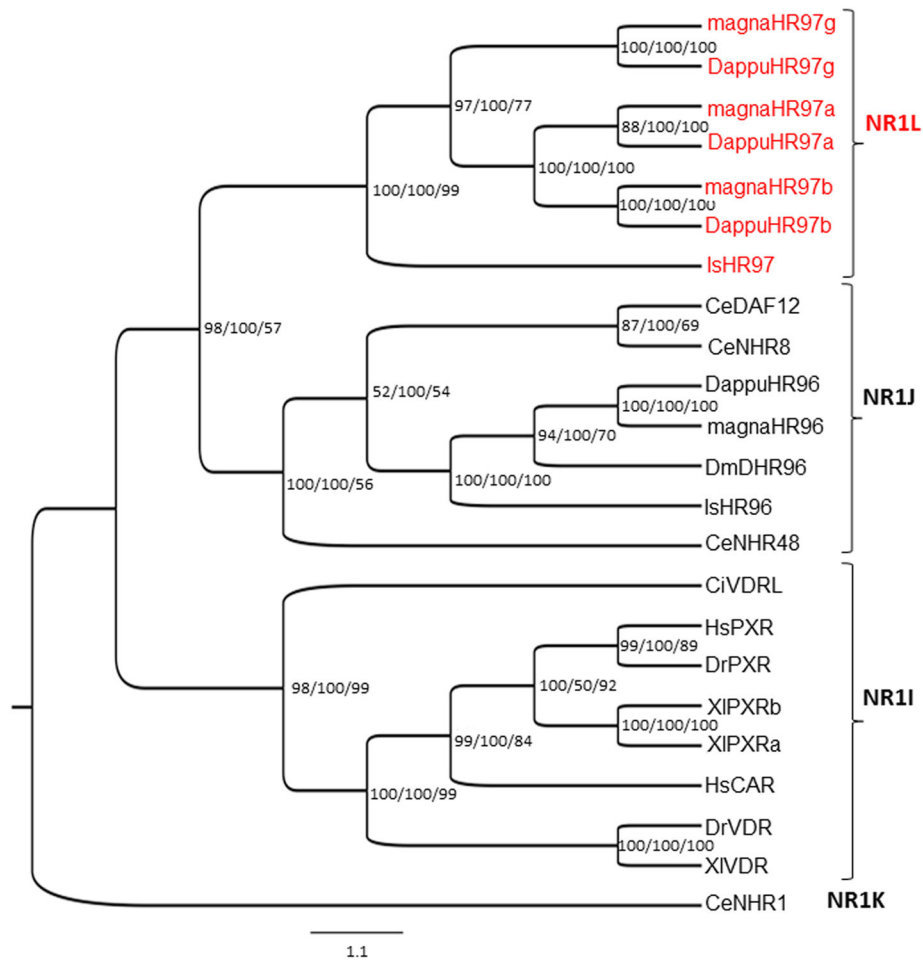 magnaHR97g
100/100/100
DappuHR97g
97/100/77
magnaHR97a
88/100/100
DappuHR97a
NR1L
100/100/100
100/100/99
magnaHR97b
100/100/100
DappuHR97b
IsHR97
CeDAF12
98/100/57
87/100/69
CeNHR8
DappuHR96
52/100/54
NR1J
100/100/100
magnaHR96
94/100/70
DmDHR96
100/100/100
100/100/56
IsHR96
CeNHR48
CiVDRL
HsPXR
99/100/89
DrPXR
98/100/99
100/50/92
NR1I
XlPXRb
100/100/100
99/100/84
XlPXRa
HsCAR
100/100/99
DrVDR
100/100/100
XlVDR
CeNHR1 NR1K
1.1